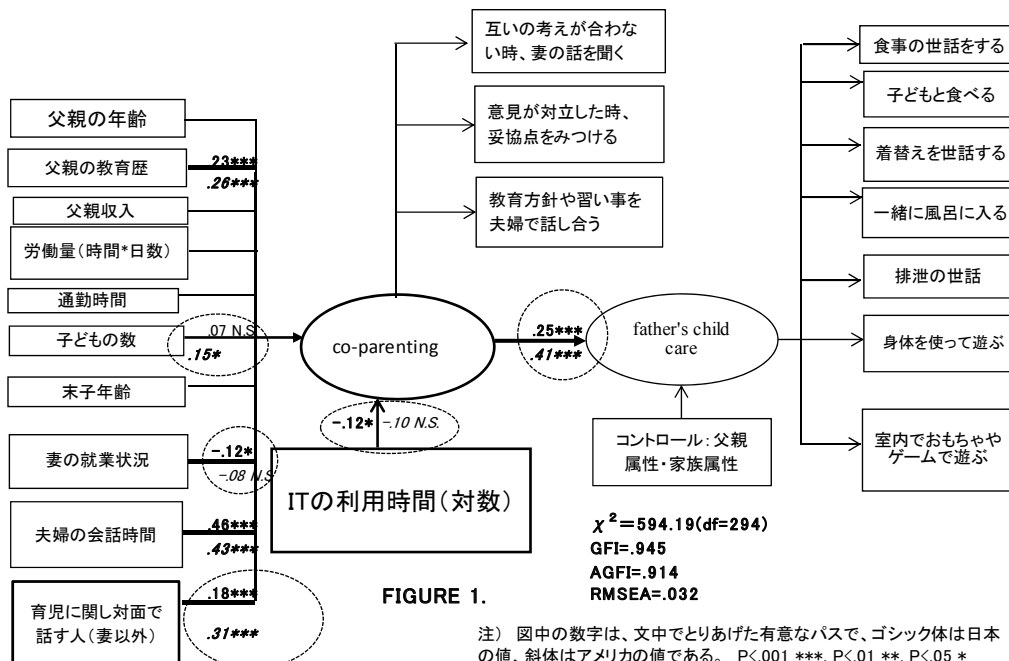 互いの考えが合わな
い時、妻の話を聞く
意見が対立した時、
妥協点をみつける
教育方針や習い事を
夫婦で話し合う
食事の世話をする
子どもと食べる
着替えを世話する
一緒に風呂に入る
排泄の世話
身体を使って遊ぶ
室内でおもちゃや
ゲームで遊ぶ
父親の年齢
父親の教育歴
.23***
.26***
父親収入
労働量(時間*日数)
通勤時間
子どもの数
.07 N.S
.15*
末子年齢
妻の就業状況
-.12*
-.08 N.S
夫婦の会話時間
.46***
.43***
育児に関し対面で
話す人(妻以外)
.18***
.31***
co-parenting
.25***
.41***
father's child
care
-.12* -.10 N.S.
ITの利用時間(対数)
コントロール:父親
属性・家族属性
χ²=594.19(df=294)
GFI=.945
AGFI=.914
RMSEA=.032
FIGURE 1.
注) 図中の数字は、文中でとりあげた有意なパスで、ゴシック体は日本
の値、斜体はアメリカの値である。 P<.001 ***, P<.01 **, P<.05 *